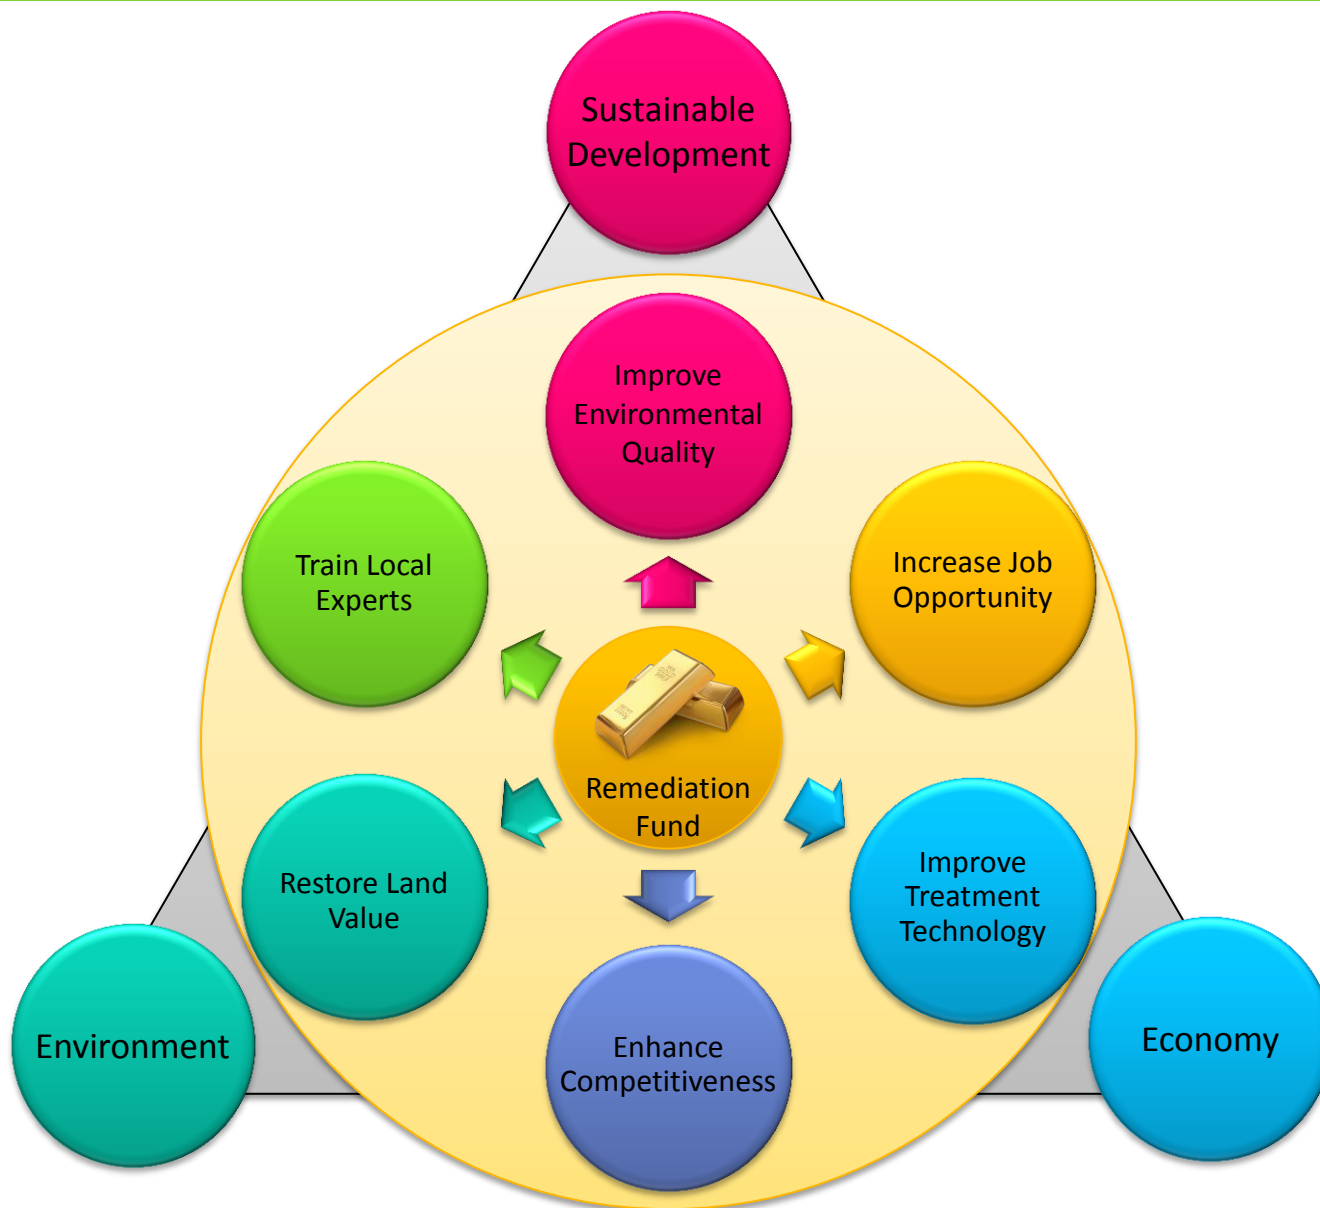 Sustainable
Development
Improve
Environmental
Quality
Train Local
Experts
Increase Job
Opportunity
Remediation
Fund
Restore Land
Value
Improve
Treatment
Technology
Environment
Enhance
Competitiveness
Economy